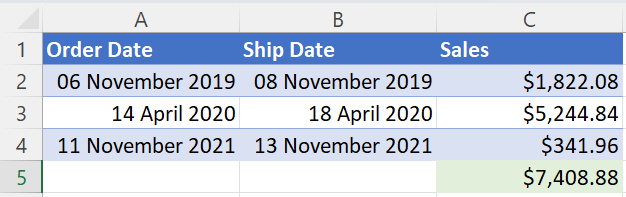 A B C
1 Order Date Ship Date Sales
2 06 November 2019 08 November 2019 $1,822.08
3 14 April 2020 18 April 2020 $5,244.84
4 11 November 2021 13 November 2021 $341.96
5 $7,408.88